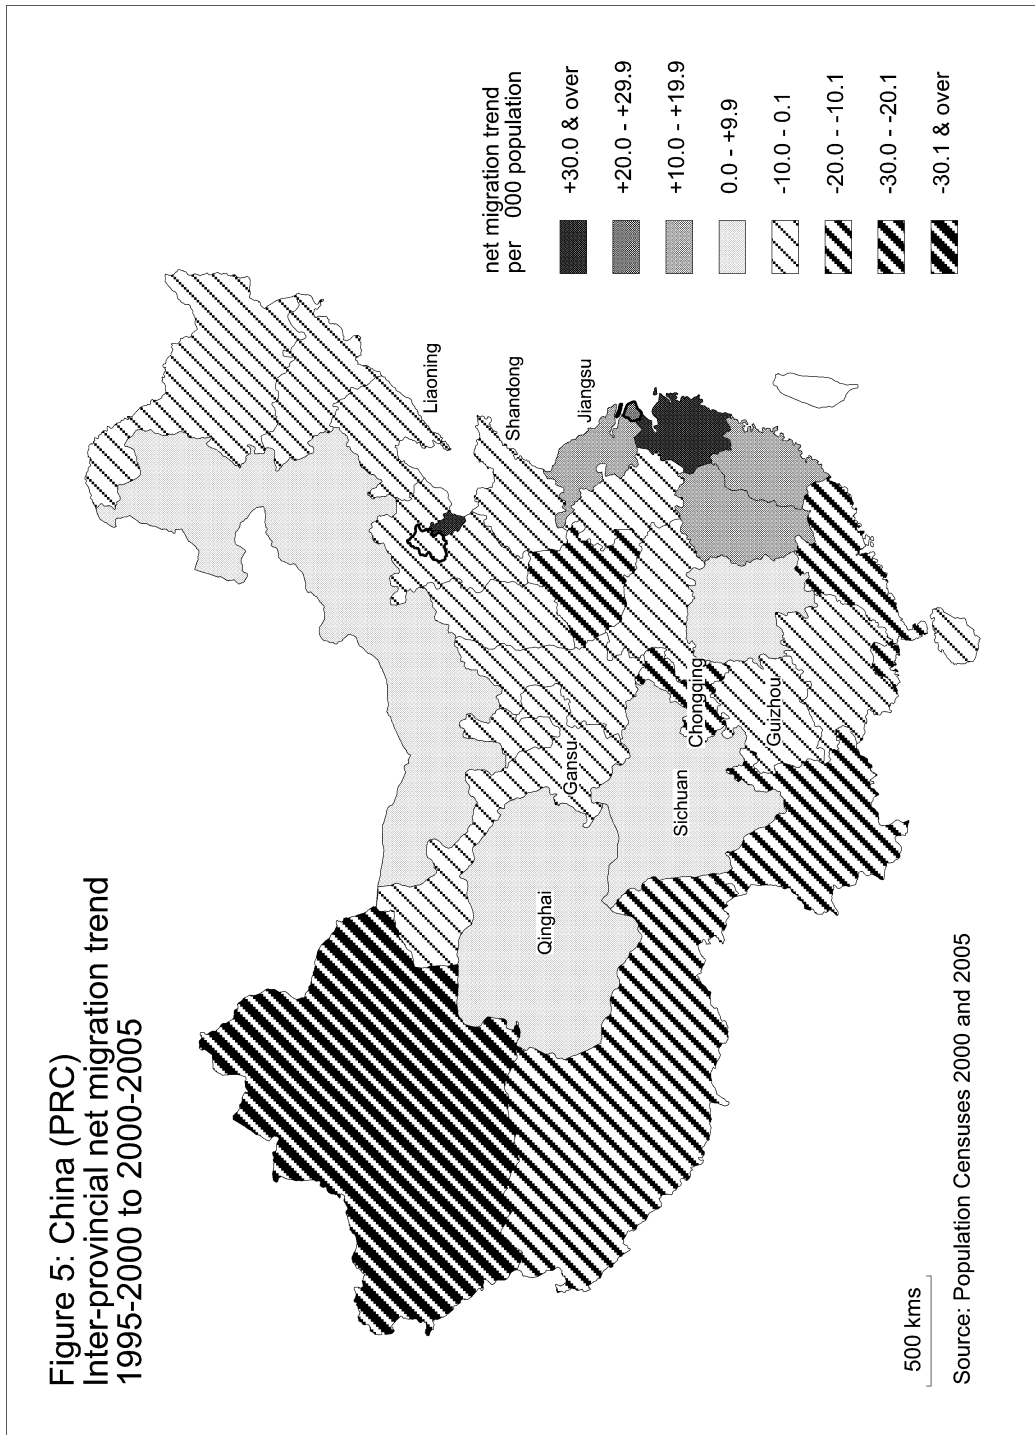 Figure 5: China (PRC)
Inter-provincial net migration trend
1995-2000 to 2000-2005
net migration trend
per 000 population
+30.0 & over
+20.0 - +29.9
+10.0 - +19.9
0.0 - +9.9
-10.0 - 0.1
-20.0 - -10.1
-30.0 - -20.1
-30.1 & over
Lliaoning
Shandong
Jiangsu
Gansu
Qinghai
Sichuan
Chongqing
Guizhou
500 kms
Source: Population Censuses 2000 and 2005